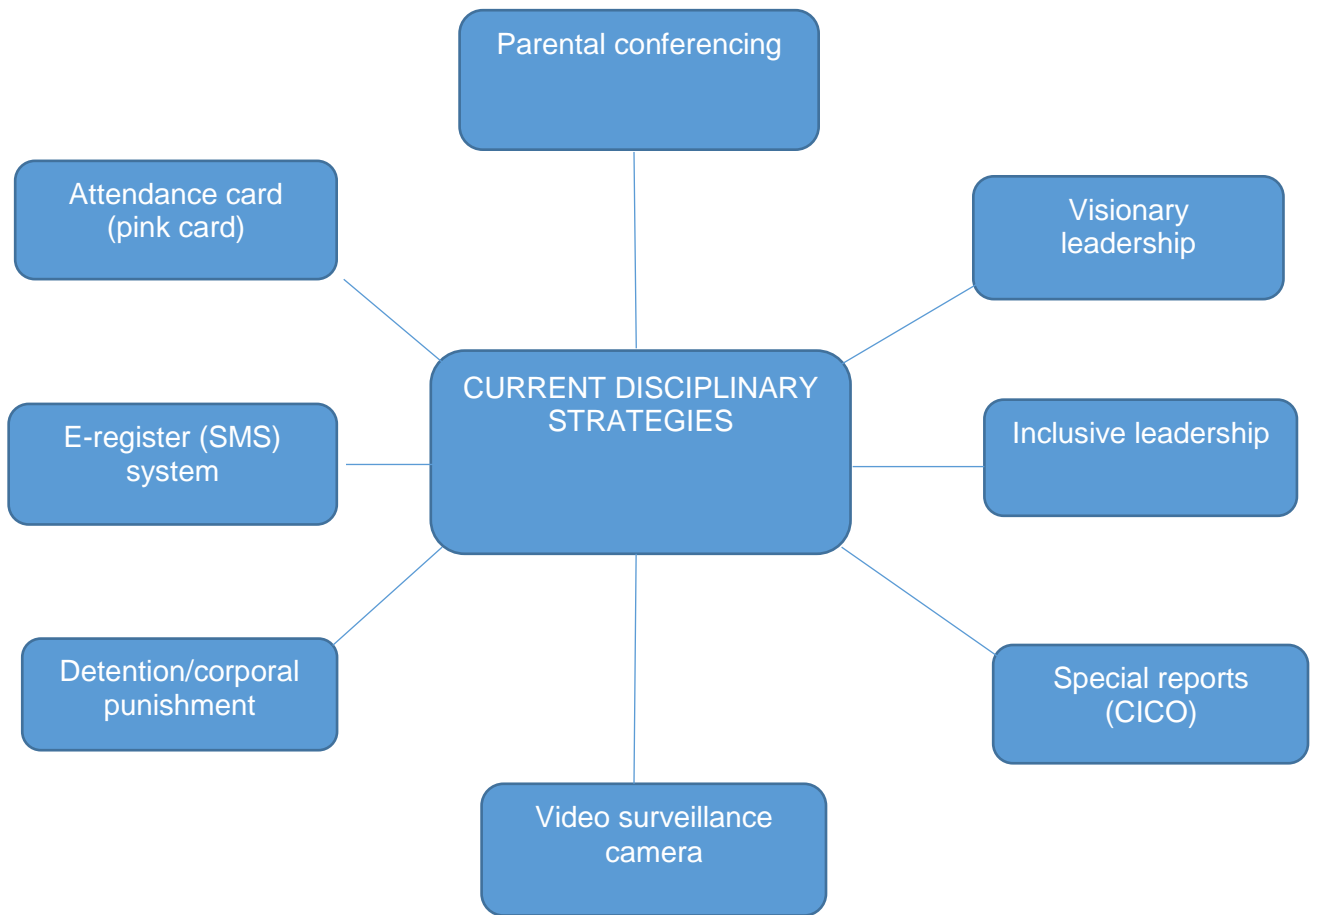 Parental conferencing
Attendance card
(pink card)
Visionary
leadership
CURRENT DISCIPLINARY
STRATEGIES
E-register (SMS)
system
Inclusive leadership
Detention/corporal
punishment
Special reports
(CICO)
Video surveillance
camera